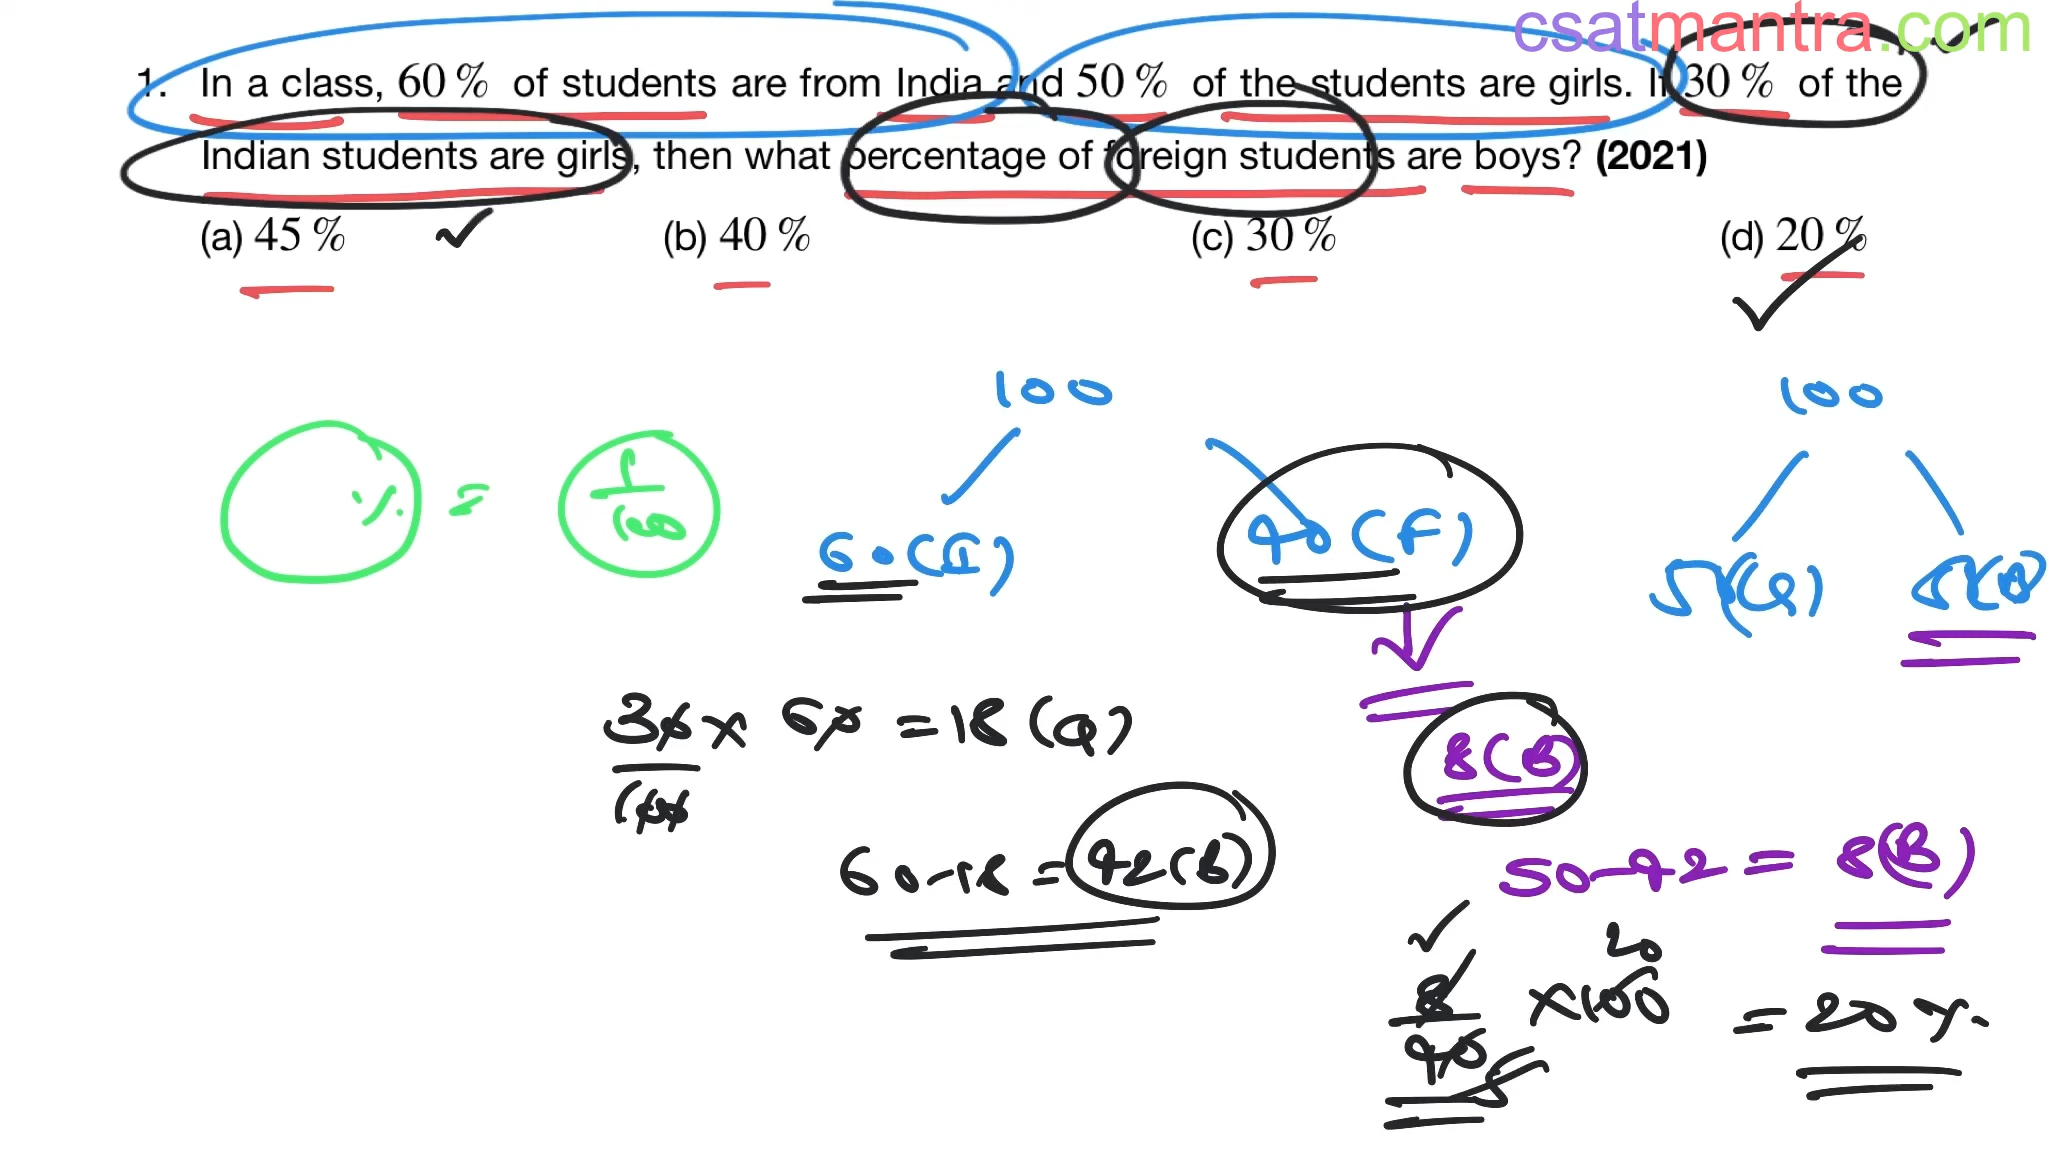 csatmantra.com
1. In a class, 60 % of students are from India and 50 % of the students are girls. If 30 % of the
Indian students are girls, then what percentage of foreign students are boys? (2021)
(a) 45 % (b) 40 % (c) 30 % (d) 20 %
100 100
% = 1/100
60 (I) 40 (F) 50 (G) 50 (B)
30/100 × 60 = 18 (G)
8 (B)
60-18 = 42 (B)
50-42 = 8 (B)
20
8/40 ×100 = 20 %
5